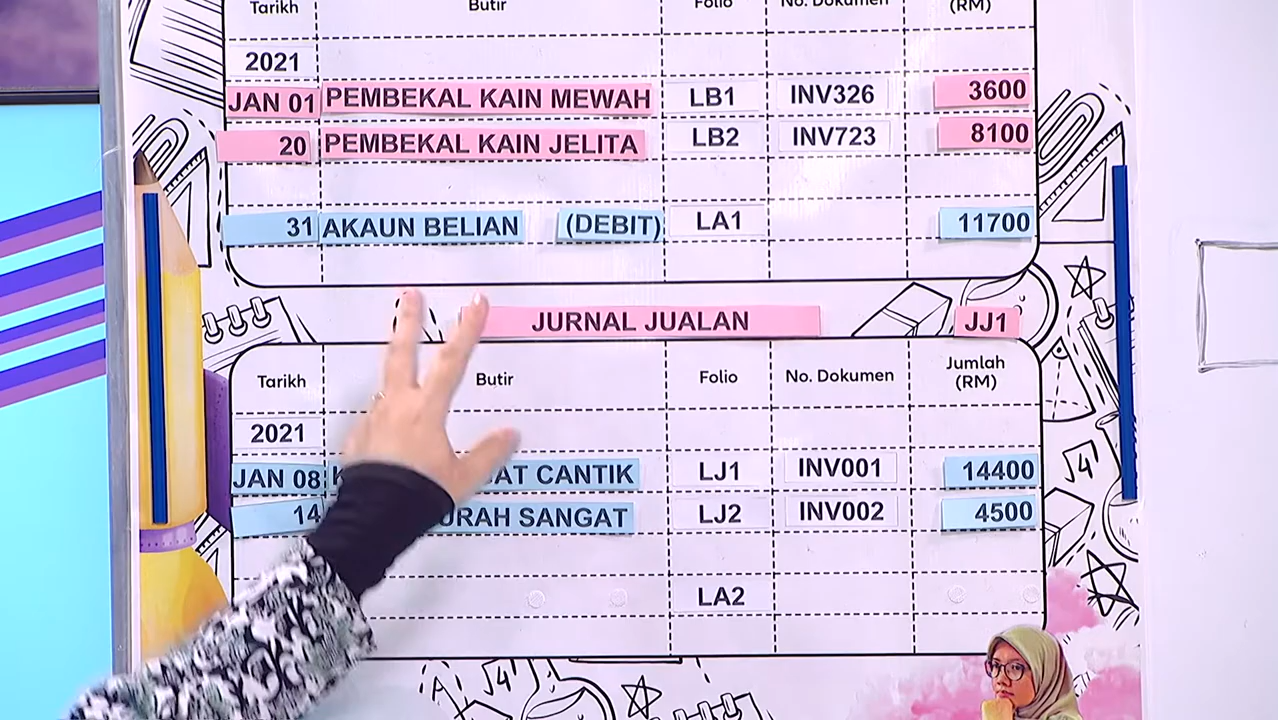 Tarikh Butir Folio No. Dokumen (RM)
2021
JAN 01 PEMBEKAL KAIN MEWAH LB1 INV326 3600
20 PEMBEKAL KAIN JELITA LB2 INV723 8100
31 AKAUN BELIAN (DEBIT) LA1 11700
JURNAL JUALAN JJ1
Tarikh Butir Folio No. Dokumen Jumlah (RM)
2021
JAN 08 CANTIK LJ1 INV001 14400
14 SANGAT LJ2 INV002 4500
LA2
√4
√4
A